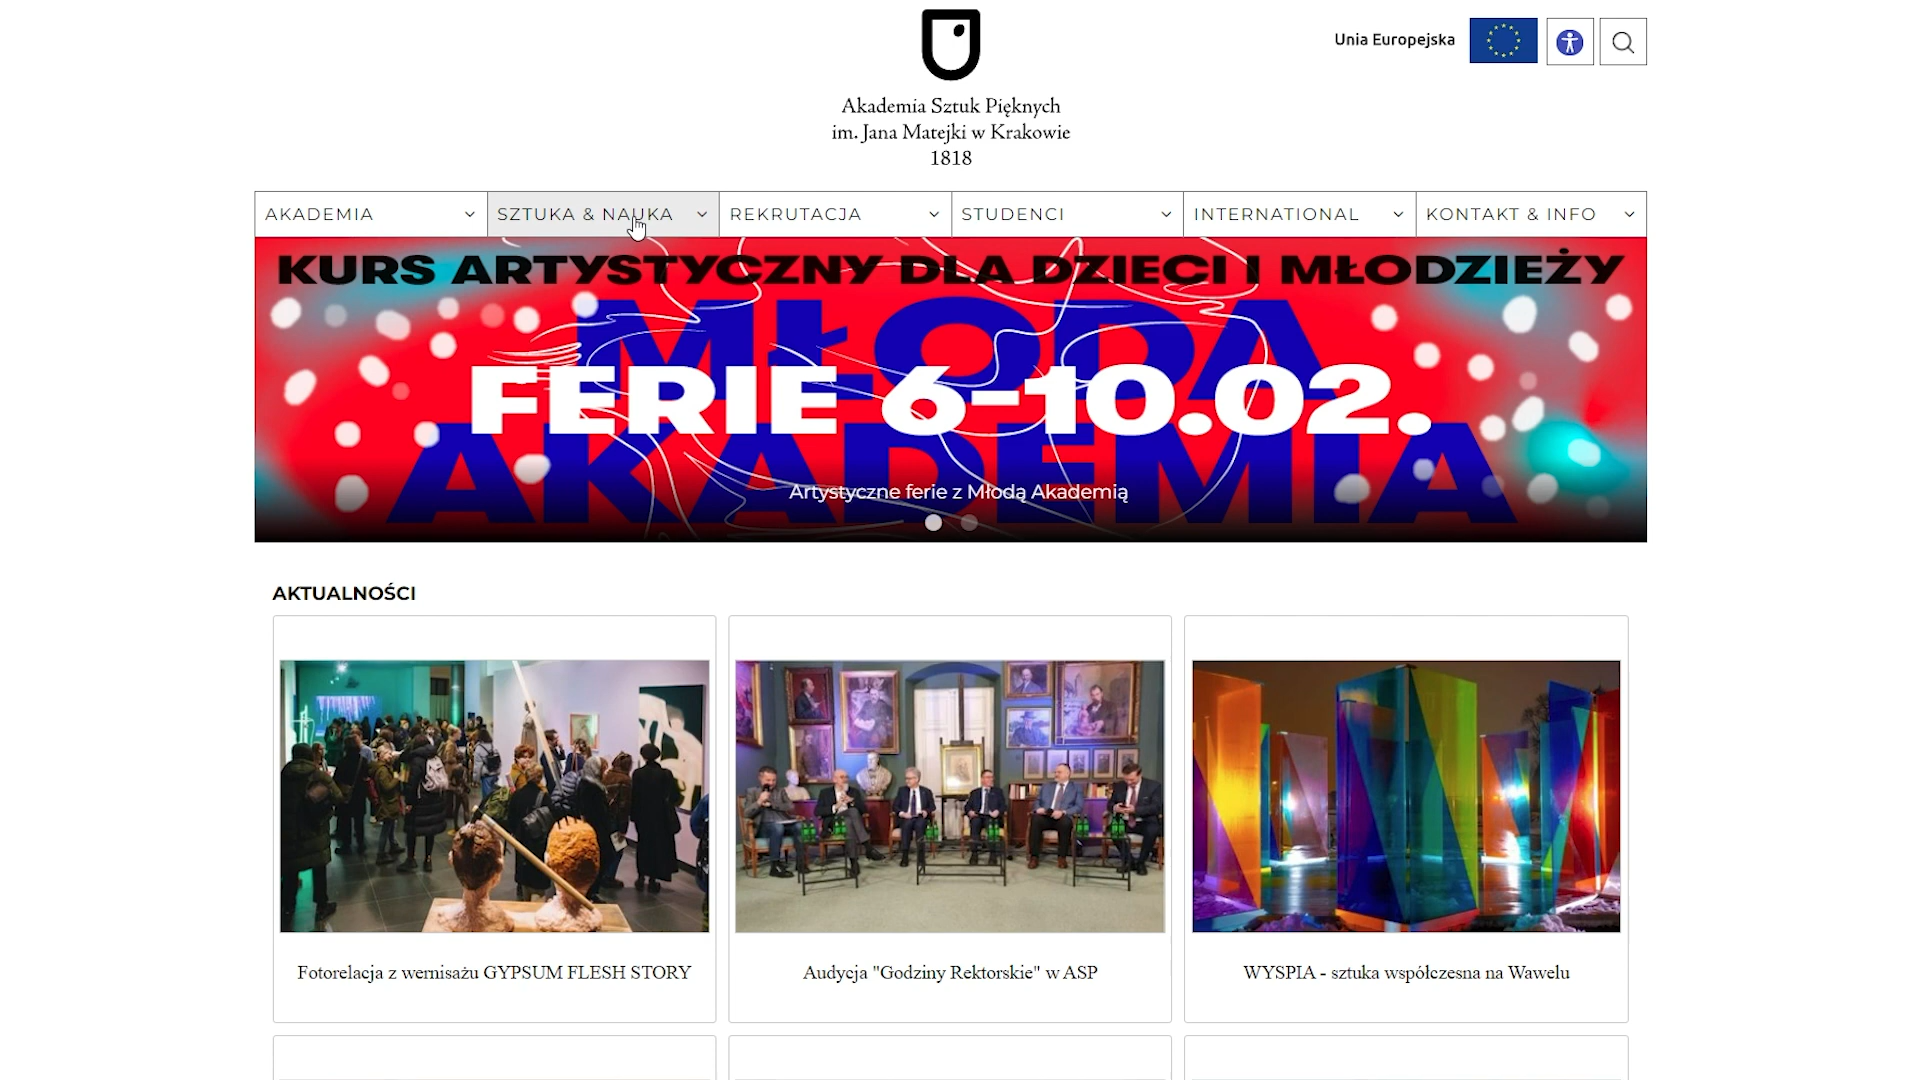 Unia Europejska
Akademia Sztuk Pięknych
im. Jana Matejki w Krakowie
1818
AKADEMIA
SZTUKA & NAUKA
REKRUTACJA
STUDENCI
INTERNATIONAL
KONTAKT & INFO
KURS ARTYSTYCZNY DLA DZIECI I MŁODZIEŻY
MŁODA
FERIE 6-10.02.
AKADEMIA
Artystyczne ferie z Młodą Akademią
AKTUALNOŚCI
Fotorelacja z wernisażu GYPSUM FLESH STORY
Audycja "Godziny Rektorskie" w ASP
WYSPIA - sztuka współczesna na Wawelu